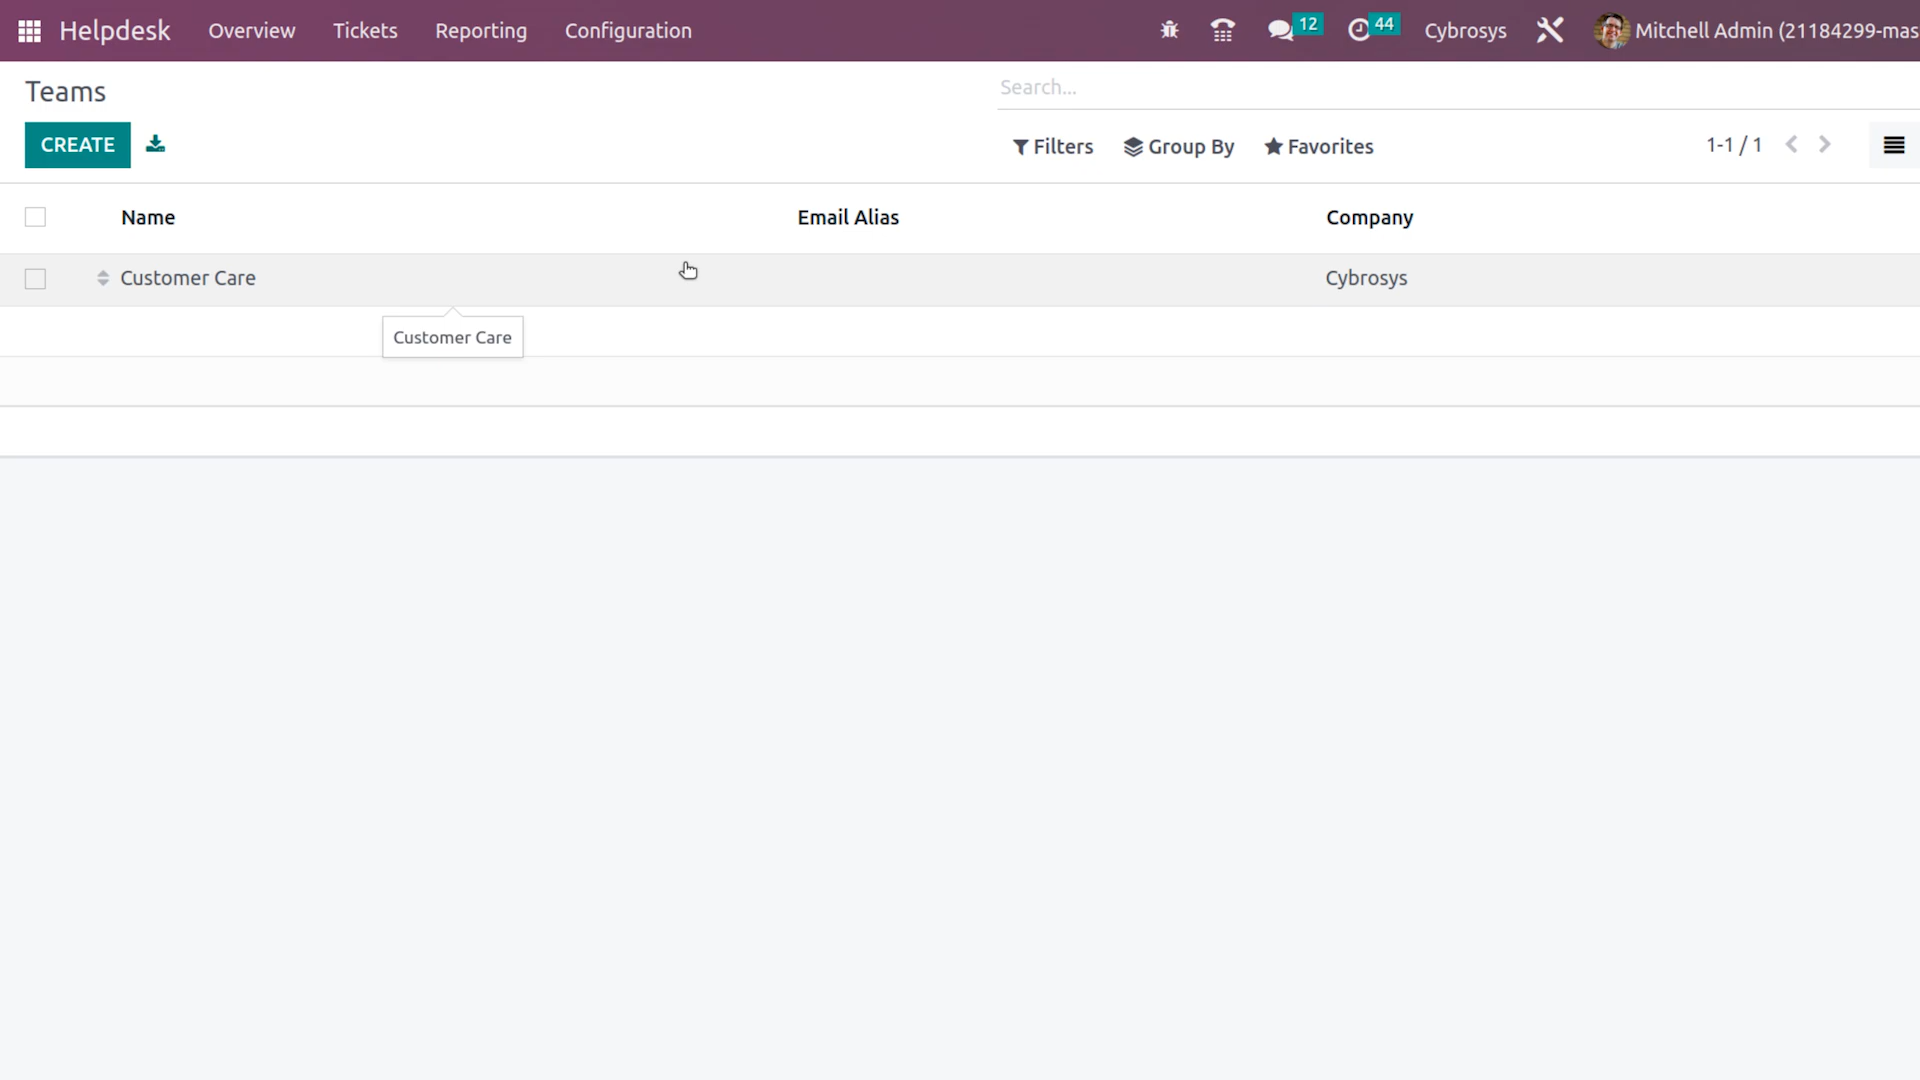 Helpdesk Overview Tickets Reporting Configuration 12 44 Cybrosys Mitchell Admin (21184299-mas
Teams Search...
CREATE Filters Group By Favorites 1-1 / 1
Name Email Alias Company
Customer Care Cybrosys
Customer Care